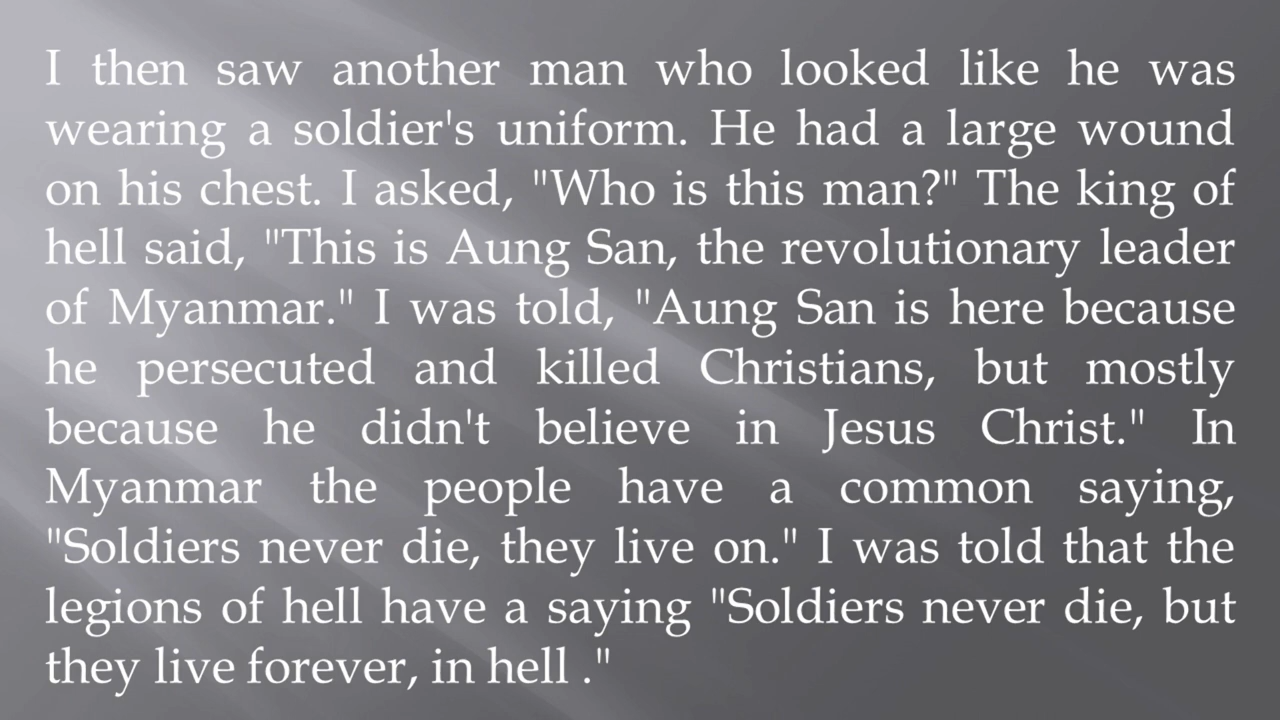 I then saw another man who looked like he was
wearing a soldier's uniform. He had a large wound
on his chest. I asked, "Who is this man?" The king of
hell said, "This is Aung San, the revolutionary leader
of Myanmar." I was told, "Aung San is here because
he persecuted and killed Christians, but mostly
because he didn't believe in Jesus Christ." In
Myanmar the people have a common saying,
"Soldiers never die, they live on." I was told that the
legions of hell have a saying "Soldiers never die, but
they live forever, in hell ."